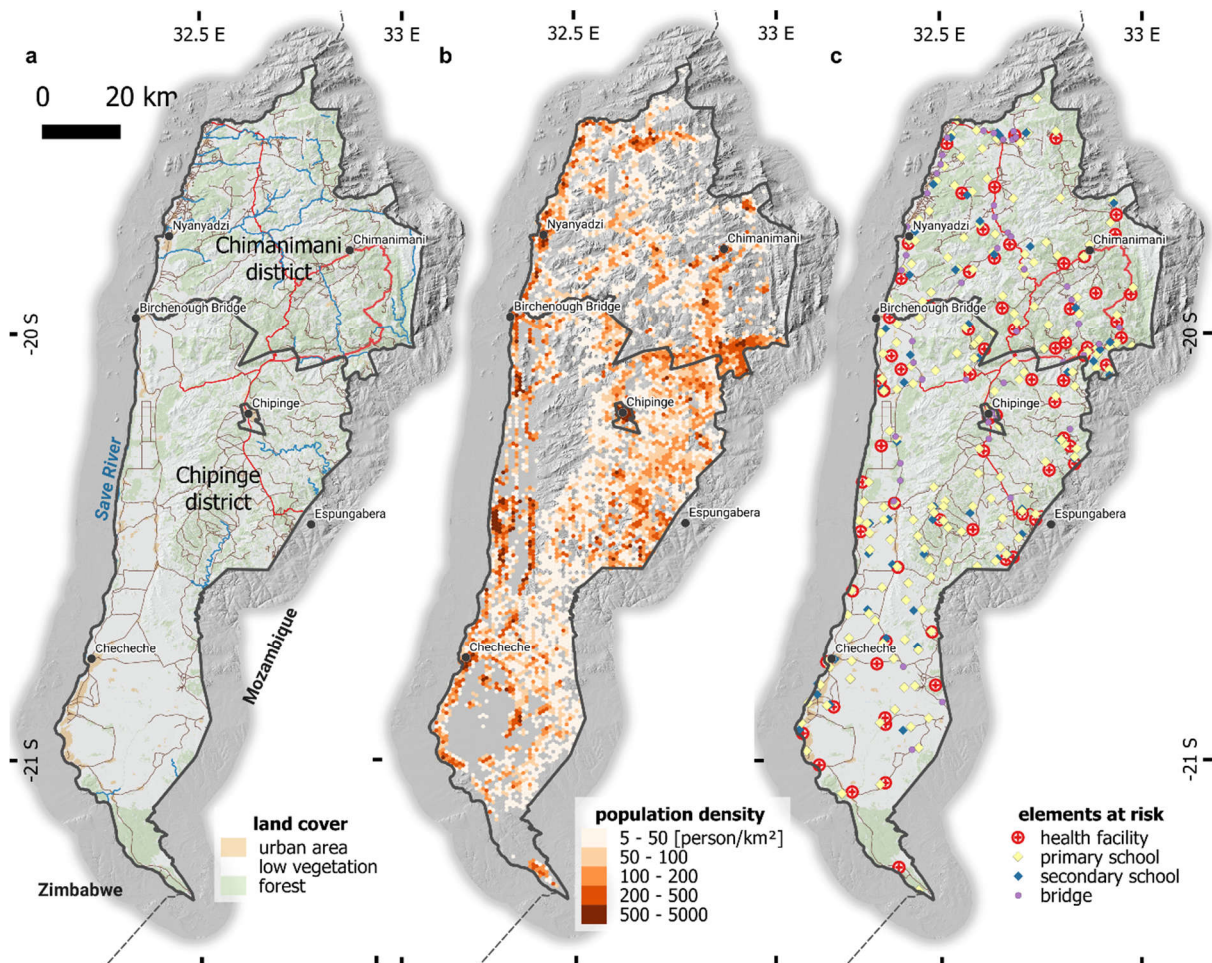 32.5 E
33 E
32.5 E
33 E
32.5 E
33 E
a
b
c
0
20 km
Nyanyadzi
Chimanimani
district
Chimanimani
Birchenough Bridge
-20 S
Chipinge
Save River
Chipinge
district
Espungabera
Checheche
Mozambique
-21 S
Zimbabwe
land cover
urban area
low vegetation
forest
Nyanyadzi
Chimanimani
Birchenough Bridge
Chipinge
Espungabera
Checheche
population density
5 - 50 [person/km²]
50 - 100
100 - 200
200 - 500
500 - 5000
Nyanyadzi
Chimanimani
Birchenough Bridge
-20 S
Chipinge
Espungabera
Checheche
-21 S
elements at risk
health facility
primary school
secondary school
bridge